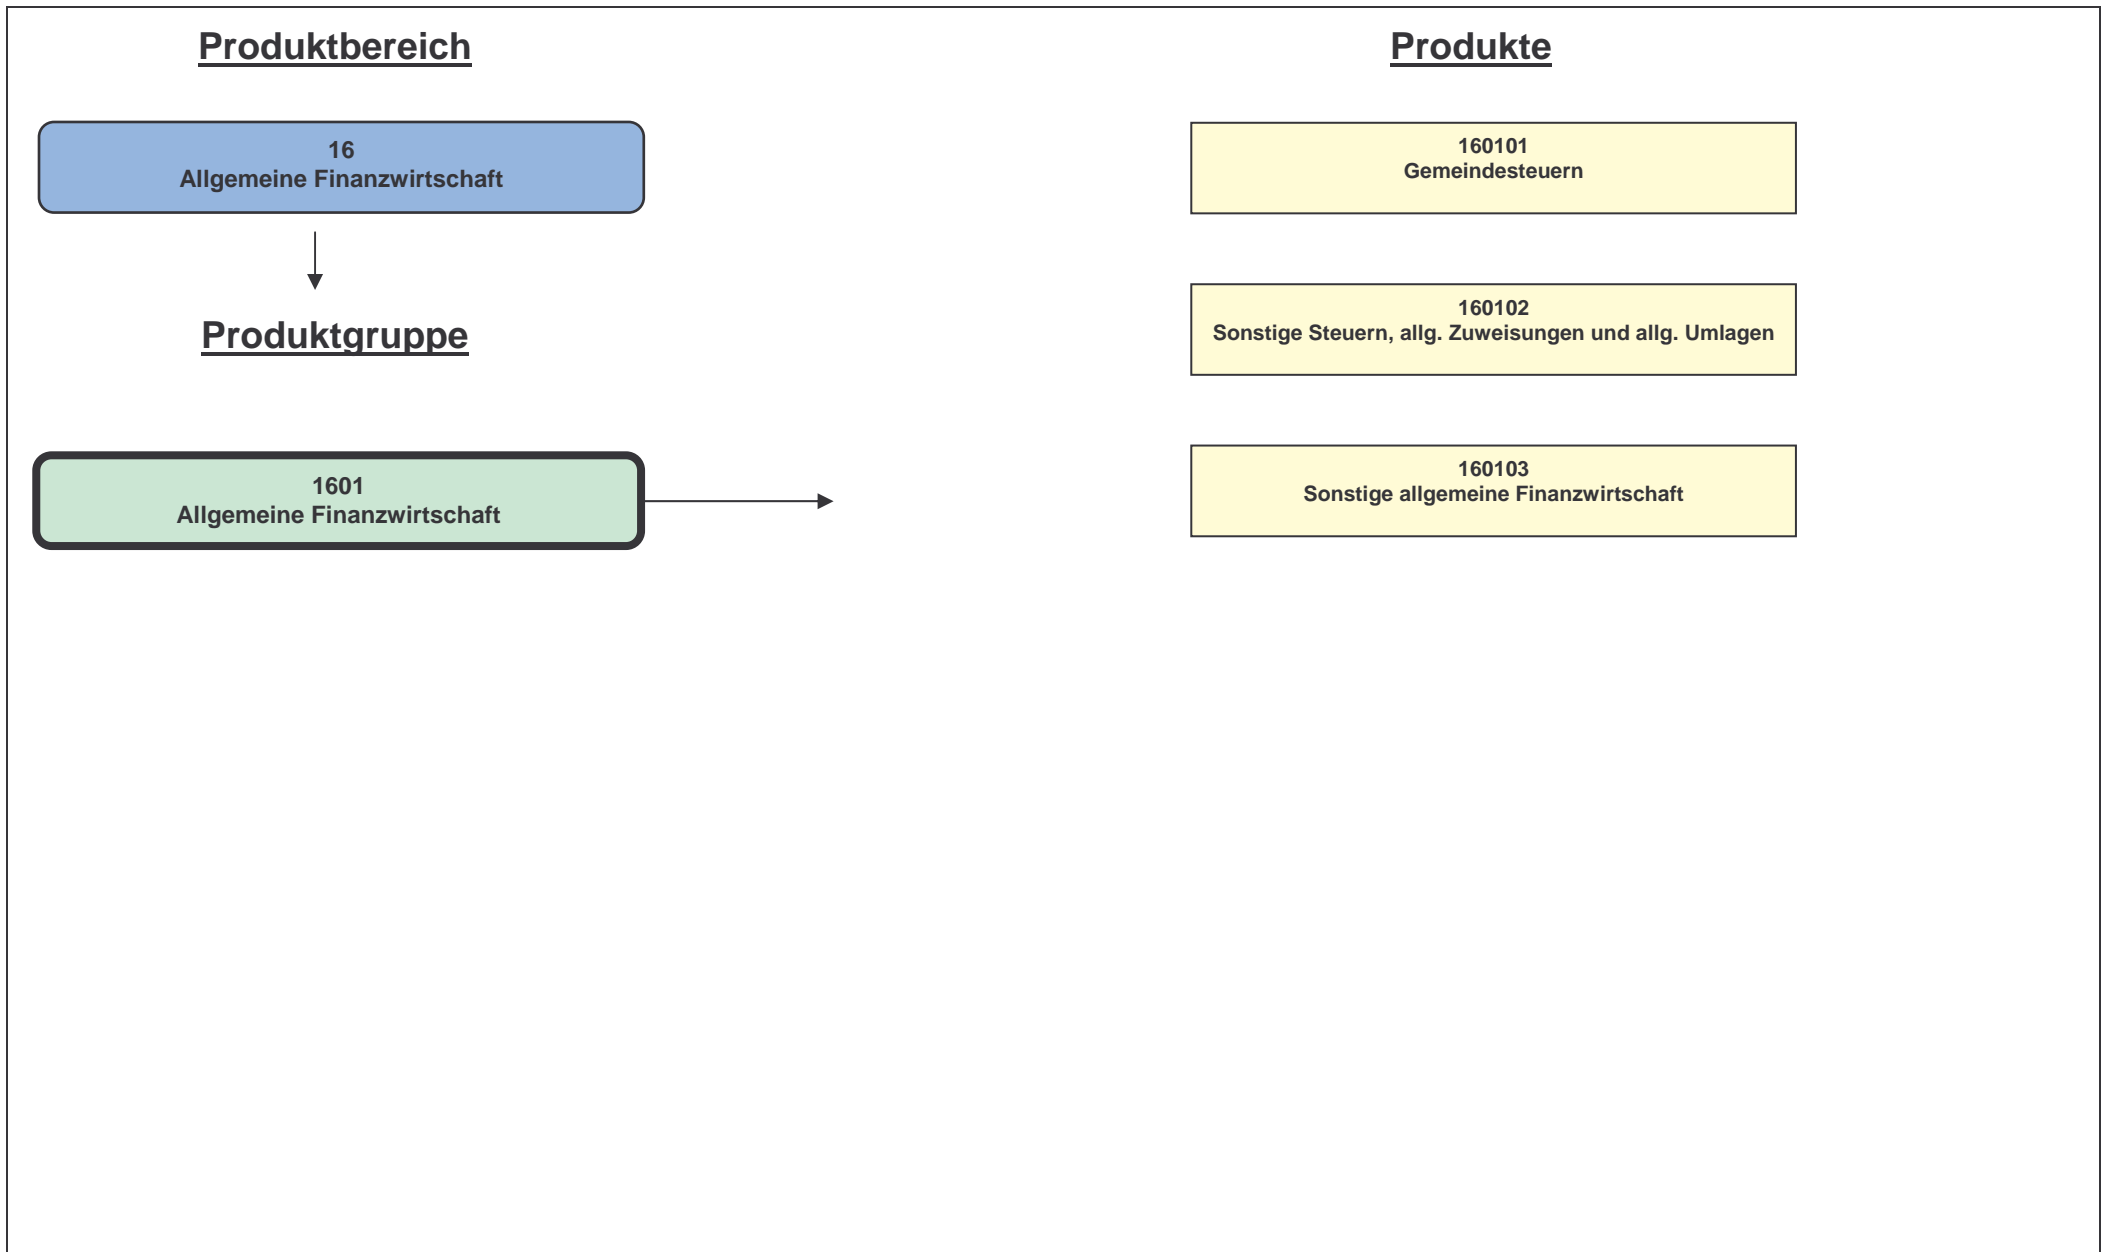 Produktbereich
16
Allgemeine Finanzwirtschaft
Produktgruppe
1601
Allgemeine Finanzwirtschaft
Produkte
160101
Gemeindesteuern
160102
Sonstige Steuern, allg. Zuweisungen und allg. Umlagen
160103
Sonstige allgemeine Finanzwirtschaft